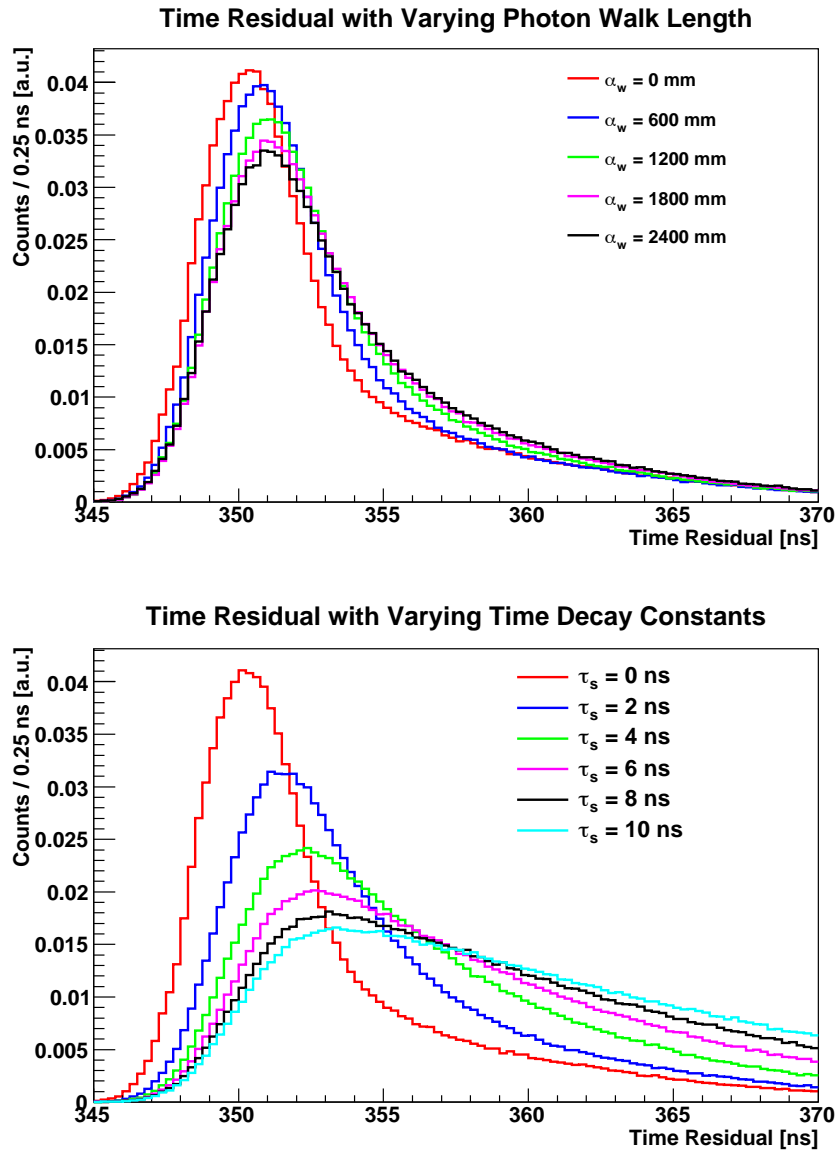 Time Residual with Varying Photon Walk Length
Counts / 0.25 ns [a.u.]
0.04
0.035
0.03
0.025
0.02
0.015
0.01
0.005
0
α_w = 0 mm
α_w = 600 mm
α_w = 1200 mm
α_w = 1800 mm
α_w = 2400 mm
345 350 355 360 365 370
Time Residual [ns]
Time Residual with Varying Time Decay Constants
Counts / 0.25 ns [a.u.]
0.04
0.035
0.03
0.025
0.02
0.015
0.01
0.005
0
τ_s = 0 ns
τ_s = 2 ns
τ_s = 4 ns
τ_s = 6 ns
τ_s = 8 ns
τ_s = 10 ns
345 350 355 360 365 370
Time Residual [ns]